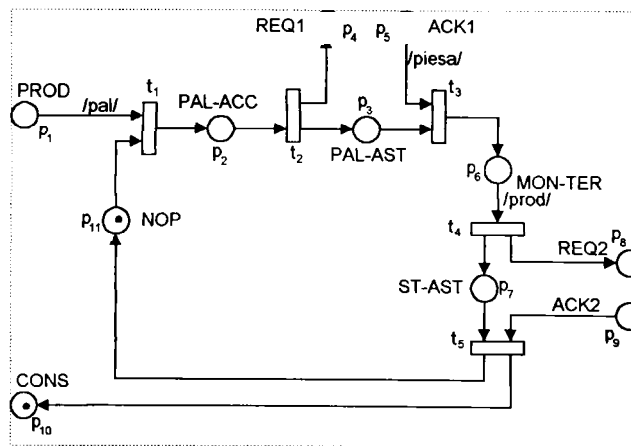 REQ1 p4 p5 ACK1
PROD /pal/ t1 PAL-ACC p3 /piesa/ t3
p1 p2 t2 PAL-AST
p6 MON-TER
/prod/
p11 NOP t4 p8
REQ2
ST-AST p7
ACK2
t5 p9
CONS
p10